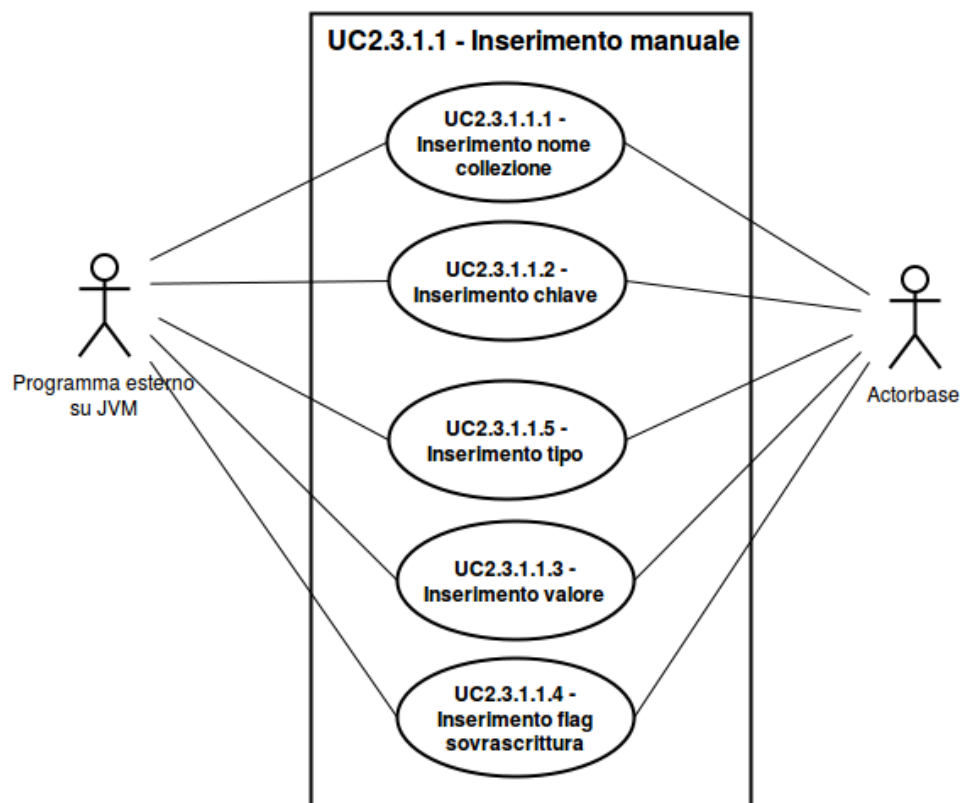 UC2.3.1.1 - Inserimento manuale
UC2.3.1.1.1 -
Inserimento nome
collezione
UC2.3.1.1.2 -
Inserimento chiave
Programma esterno
su JVM
Actorbase
UC2.3.1.1.5 -
Inserimento tipo
UC2.3.1.1.3 -
Inserimento valore
UC2.3.1.1.4 -
Inserimento flag
sovrascrittura